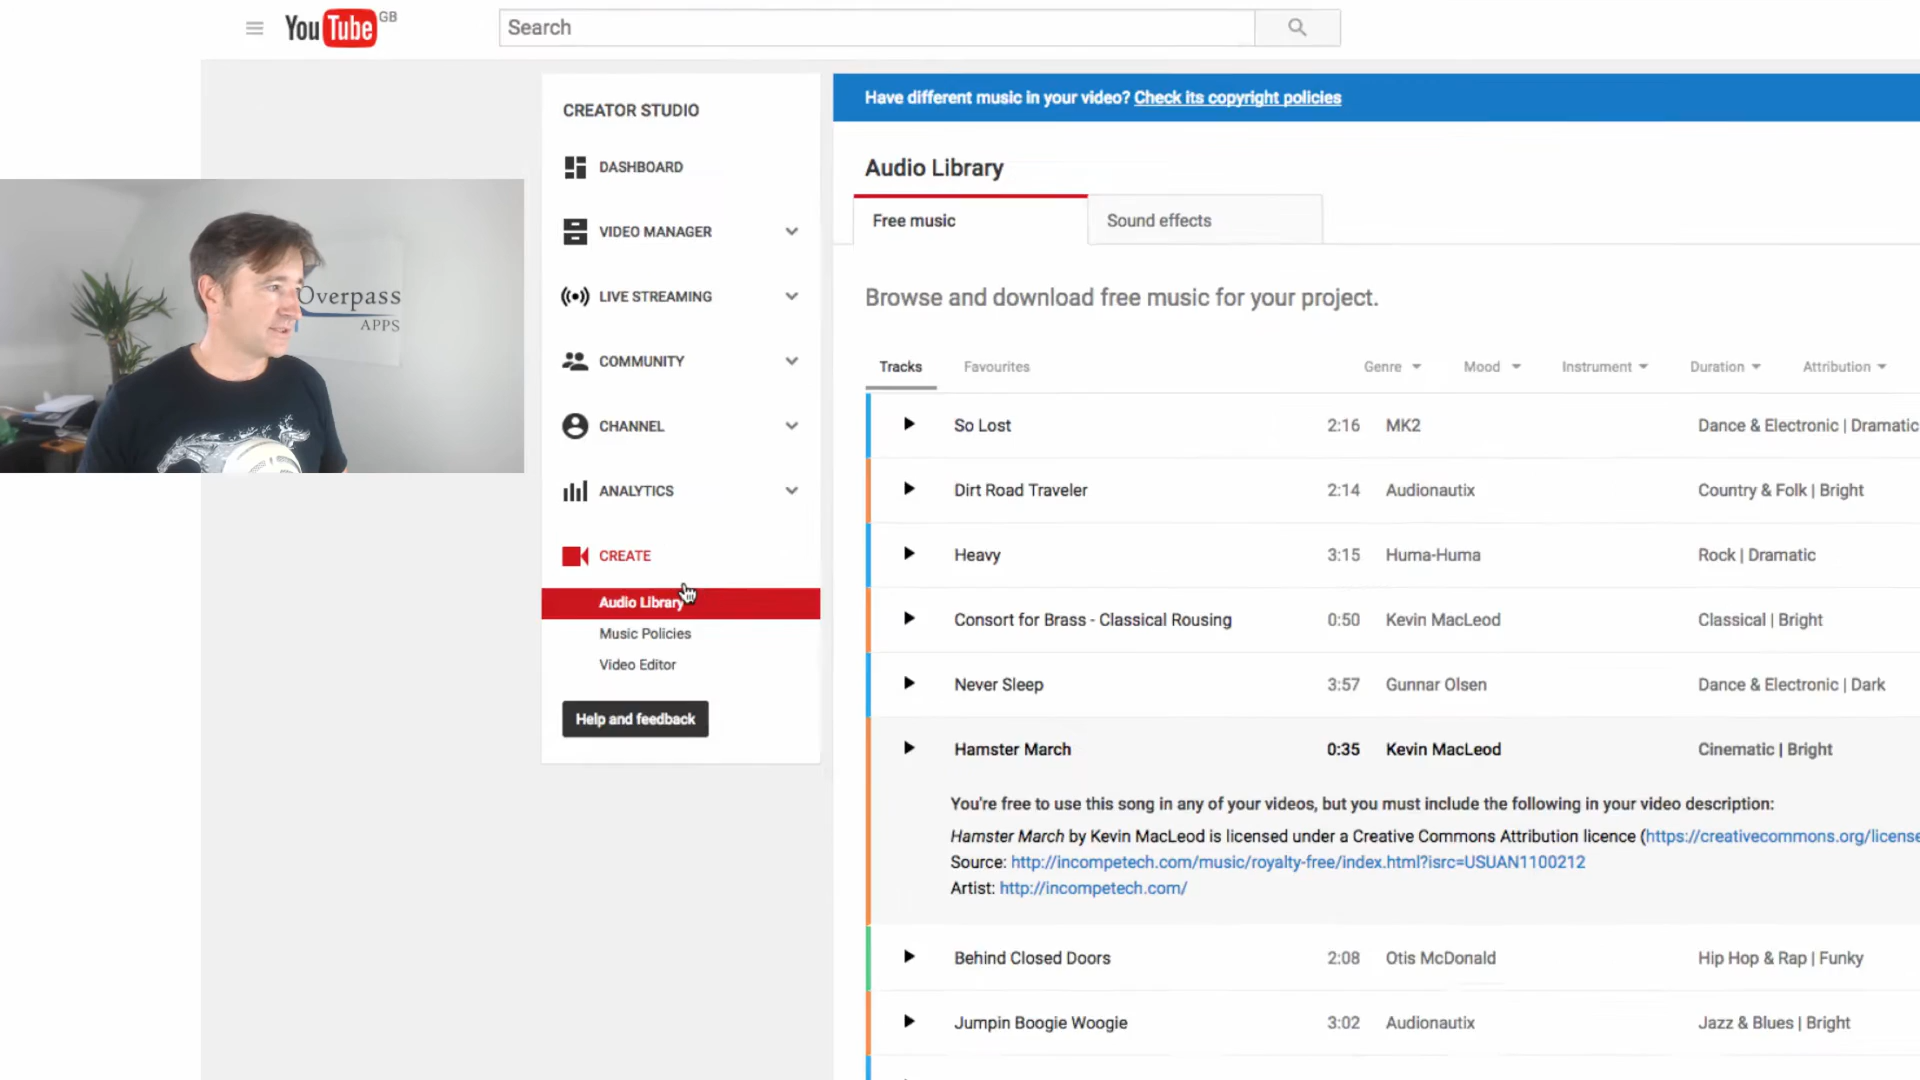 YouTube GB
Search
CREATOR STUDIO
DASHBOARD
VIDEO MANAGER
LIVE STREAMING
COMMUNITY
CHANNEL
ANALYTICS
CREATE
Audio Library
Music Policies
Video Editor
Help and feedback
Overpass
APPS
Have different music in your video? Check its copyright policies
Audio Library
Free music Sound effects
Browse and download free music for your project.
Tracks Favourites Genre Mood Instrument Duration Attribution
So Lost 2:16 MK2 Dance & Electronic | Dramatic
Dirt Road Traveler 2:14 Audionautix Country & Folk | Bright
Heavy 3:15 Huma-Huma Rock | Dramatic
Consort for Brass - Classical Rousing 0:50 Kevin MacLeod Classical | Bright
Never Sleep 3:57 Gunnar Olsen Dance & Electronic | Dark
Hamster March 0:35 Kevin MacLeod Cinematic | Bright
You're free to use this song in any of your videos, but you must include the following in your video description:
Hamster March by Kevin MacLeod is licensed under a Creative Commons Attribution licence (https://creativecommons.org/license
Source: http://incompetech.com/music/royalty-free/index.html?isrc=USUAN1100212
Artist: http://incompetech.com/
Behind Closed Doors 2:08 Otis McDonald Hip Hop & Rap | Funky
Jumpin Boogie Woogie 3:02 Audionautix Jazz & Blues | Bright